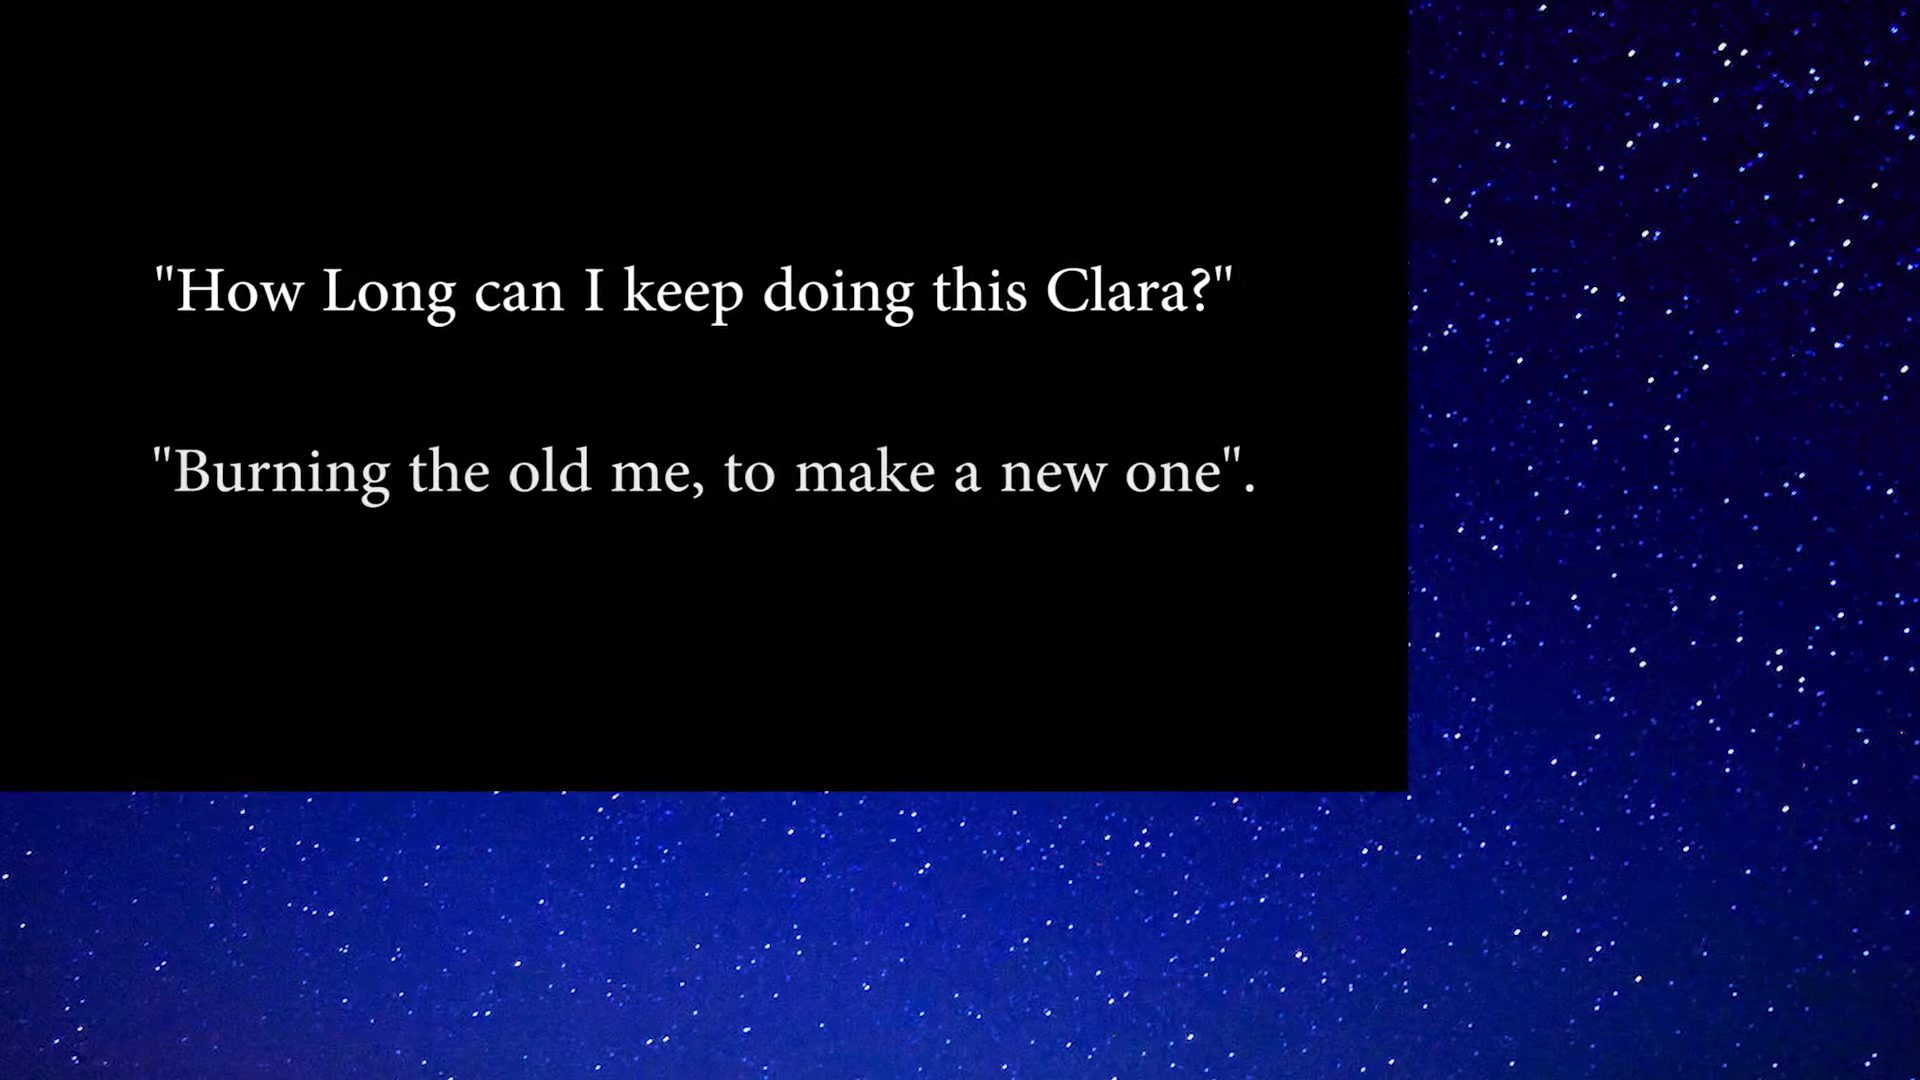 "How Long can I keep doing this Clara?"
"Burning the old me, to make a new one".